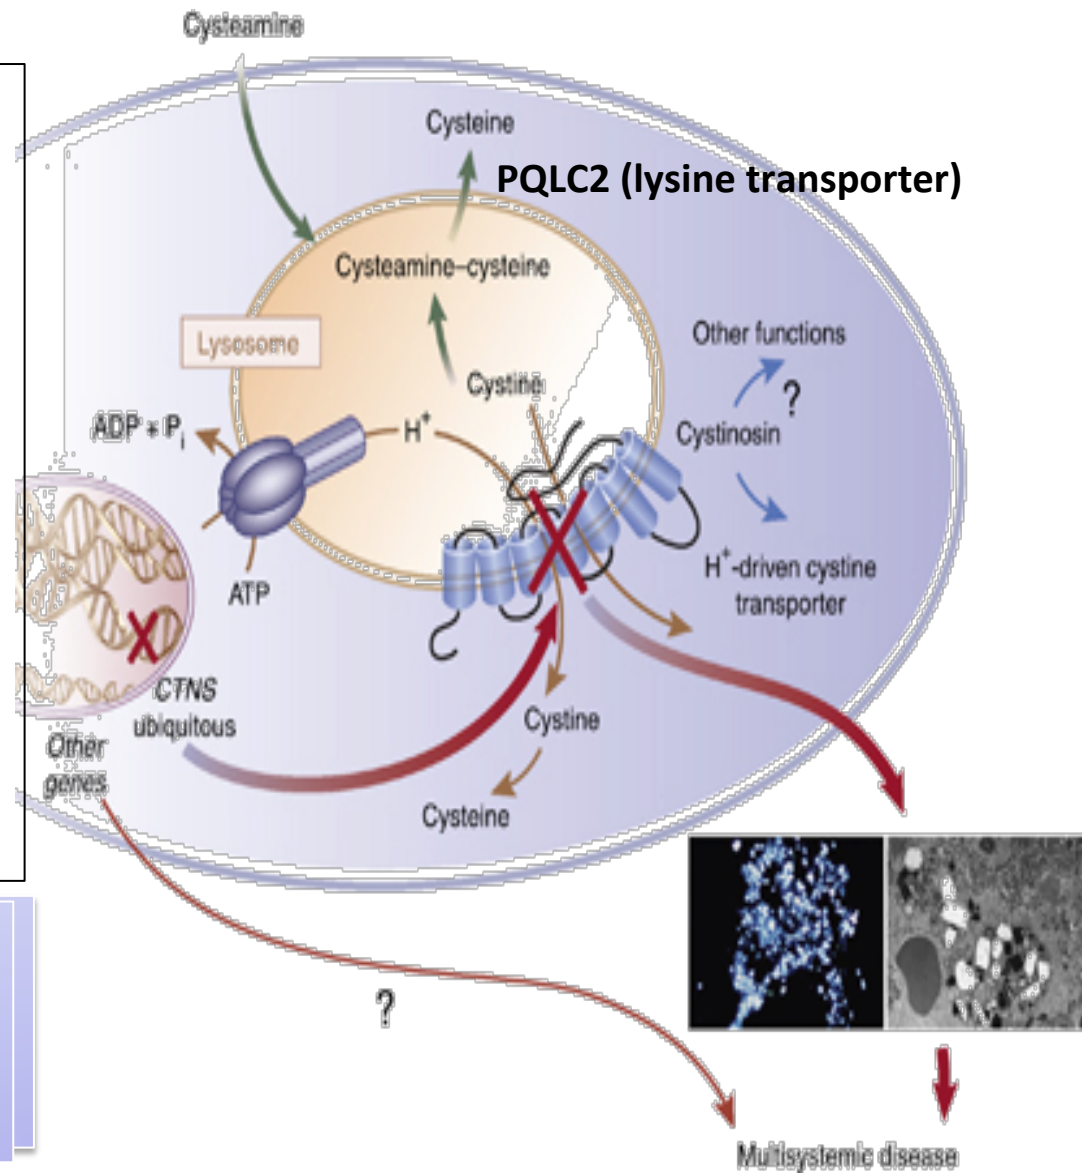 Cysteamine
Cysteine
PQLC2 (lysine transporter)
Cysteamine–cysteine
Lysosome
Other functions
Cystine
?
ADP + Pi
H+
Cystinosin
ATP
H+-driven cystine
transporter
CTNS
ubiquitous
Cystine
Other
genes
Cysteine
?
Multisystemic disease